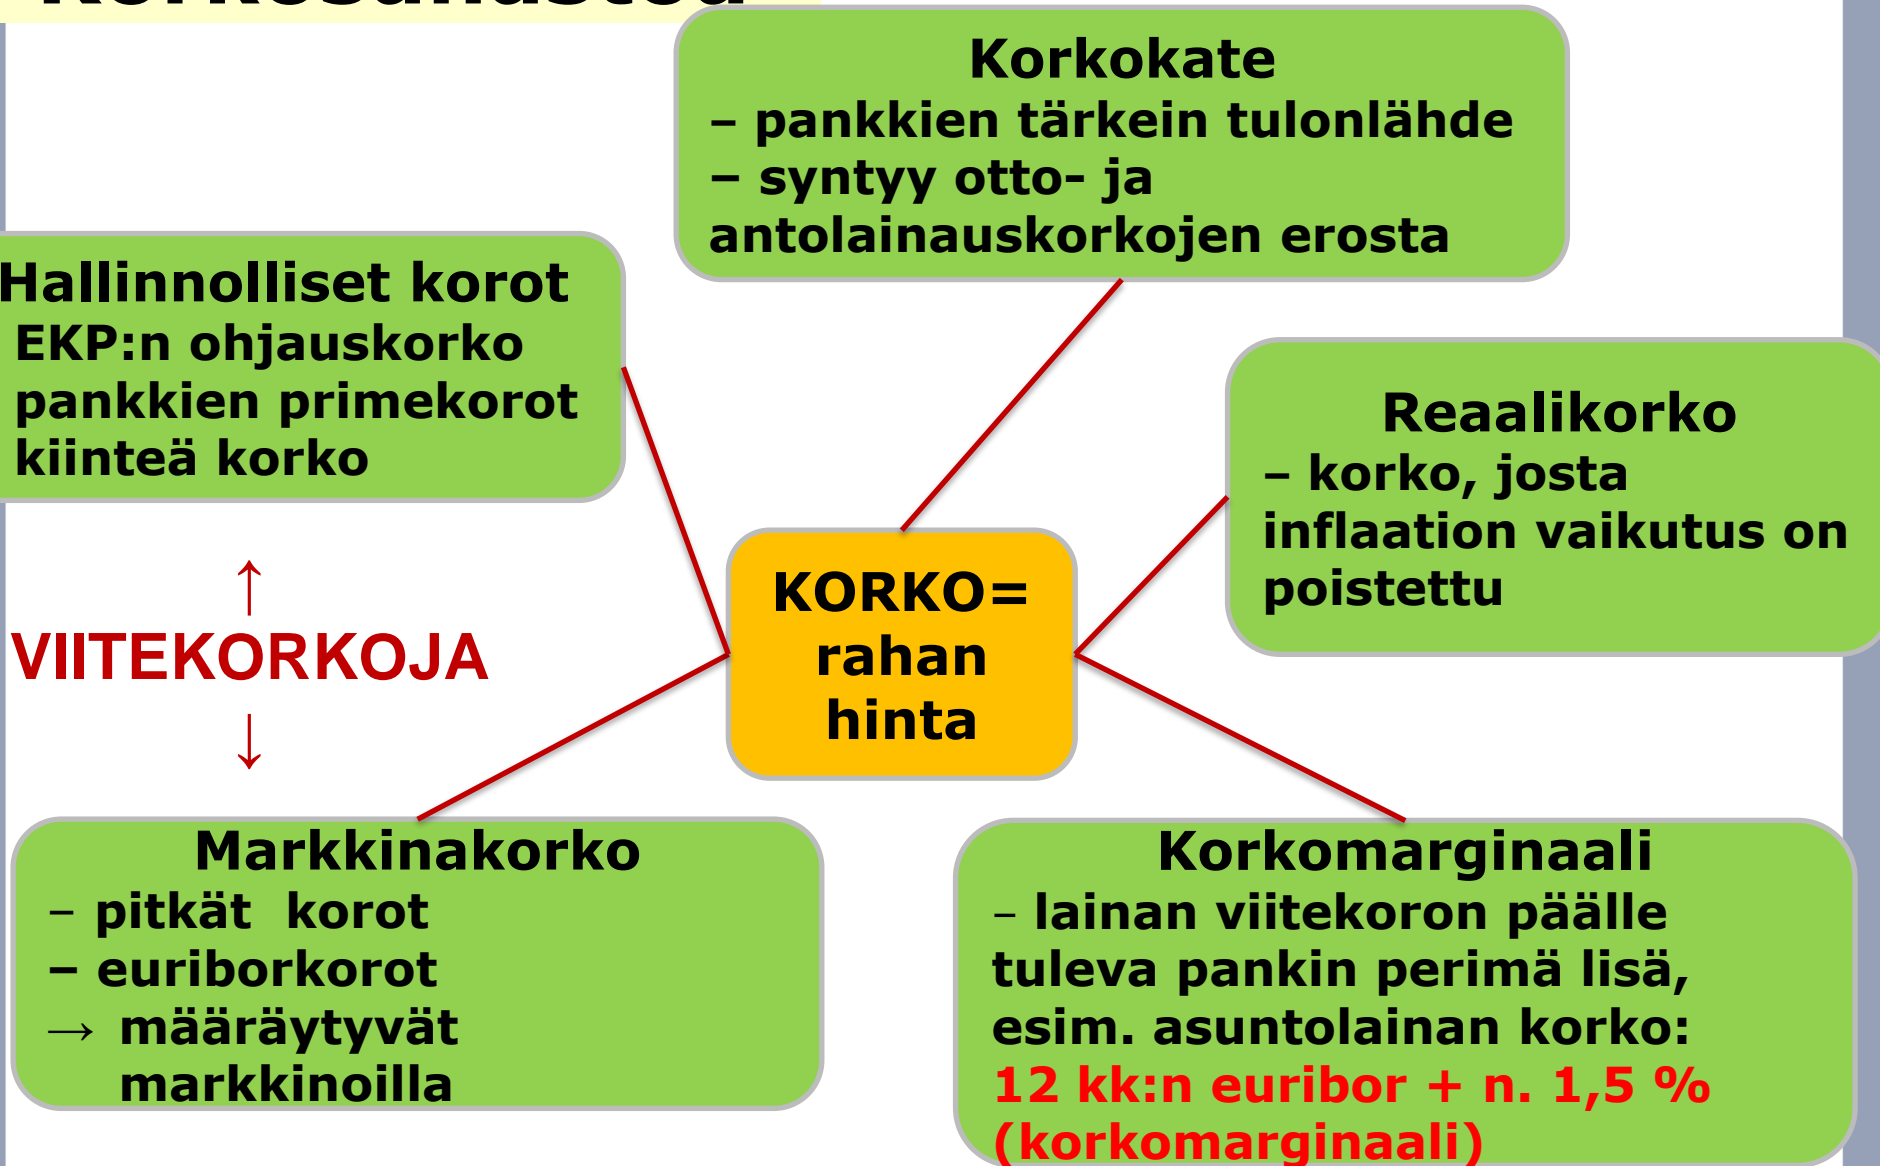 Korkokate
– pankkien tärkein tulonlähde
– syntyy otto- ja
antolainauskorkojen erosta
Hallinnolliset korot
EKP:n ohjauskorko
pankkien primekorot
kiinteä korko
Reaalikorko
– korko, josta
inflaation vaikutus on
poistettu
↑
VIITEKORKOJA
↓
KORKO=
rahan
hinta
Markkinakorko
– pitkät korot
– euriborkorot
→ määräytyvät
markkinoilla
Korkomarginaali
– lainan viitekoron päälle
tuleva pankin perimä lisä,
esim. asuntolainan korko:
12 kk:n euribor + n. 1,5 %
(korkomarginaali)